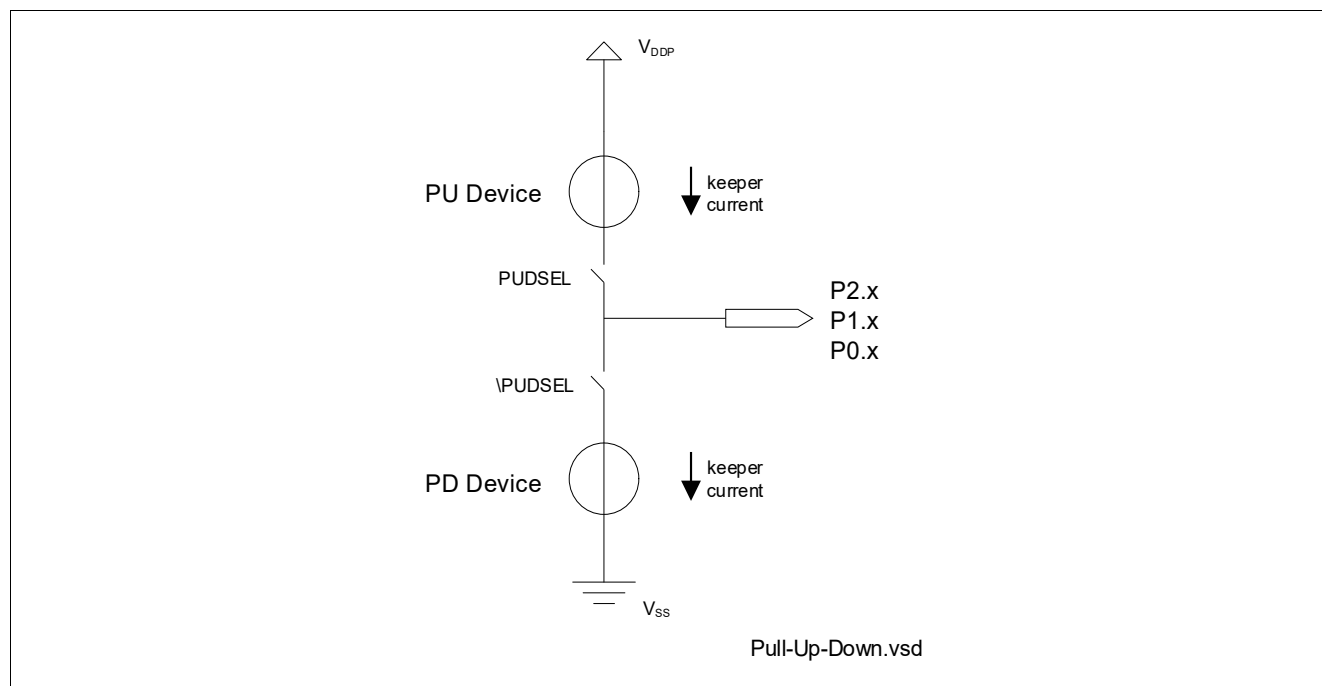 VDDP
PU Device
keeper
current
PUDSEL
P2.x
P1.x
P0.x
\PUDSEL
PD Device
keeper
current
VSS
Pull-Up-Down.vsd